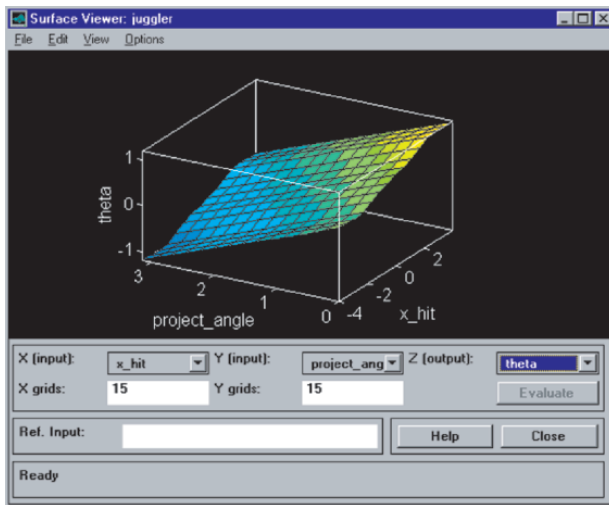 Surface Viewer: juggler
File Edit View Options
1
0
-1
theta
3
2
1
0
project_angle
-4
-2
0
2
x_hit
X (input): x_hit Y (input): project_ang Z (output): theta
X grids: 15 Y grids: 15 Evaluate
Ref. Input: Help Close
Ready